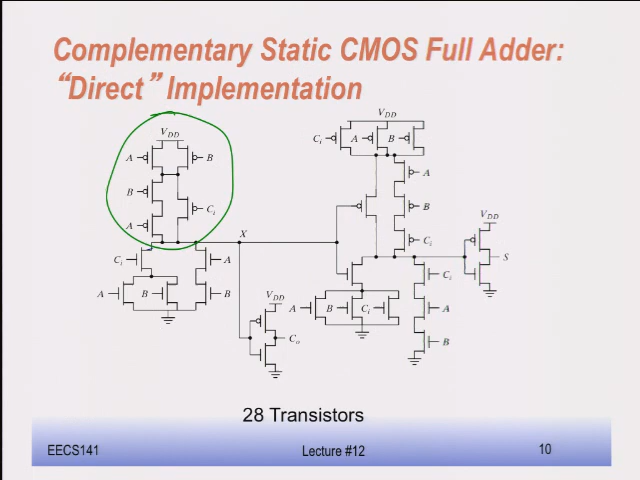 Complementary Static CMOS Full Adder:
“Direct” Implementation
V_DD
A
B
B
C_i
A
C_i
A
A
B
B
X
V_DD
C_o
V_DD
C_i
A
B
A
B
C_i
V_DD
S
A
B
C_i
C_i
A
B
28 Transistors
EECS141
Lecture #12
10